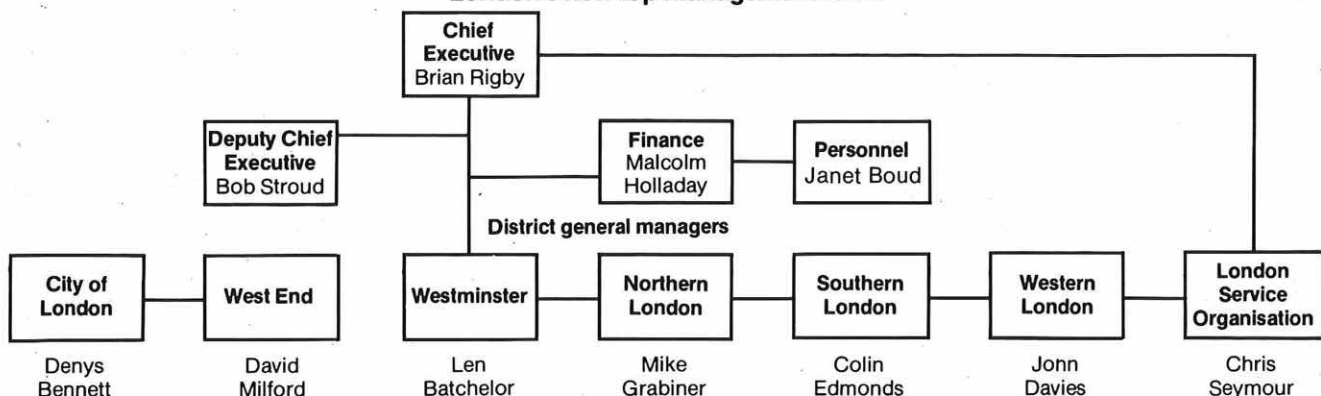 Chief
Executive
Brian Rigby
Deputy Chief
Executive
Bob Stroud
Finance
Malcolm
Holladay
Personnel
Janet Boud
District general managers
City of
London
West End
Westminster
Northern
London
Southern
London
Western
London
London
Service
Organisation
Denys
Bennett
David
Milford
Len
Batchelor
Mike
Grabiner
Colin
Edmonds
Jonn
Davies
Chris
Seymour